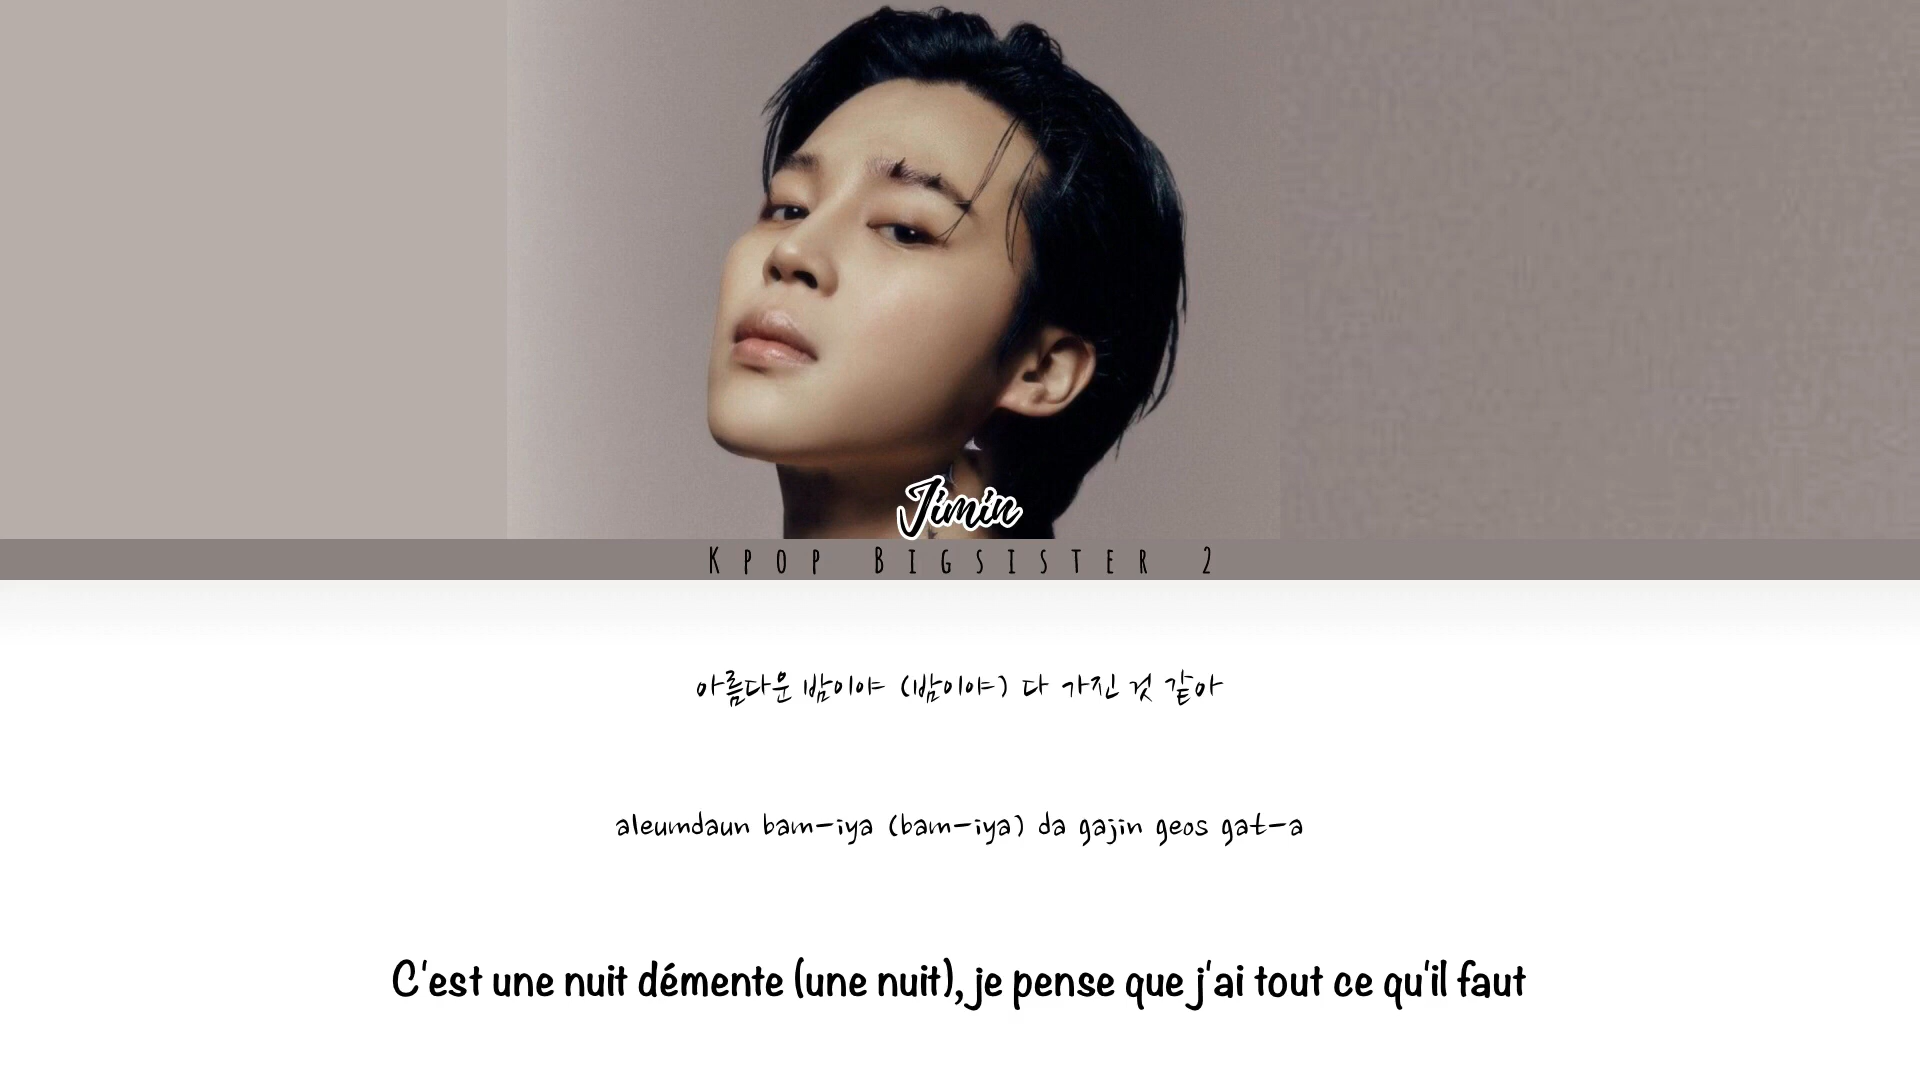 Jimin
Kpop Bigsister 2
아름다운 밤이야 (밤이야) 다 가진 것 같아
aleumdaun bam-iya (bam-iya) da gajin geos gat-a
C'est une nuit démente (une nuit), je pense que j'ai tout ce qu'il faut